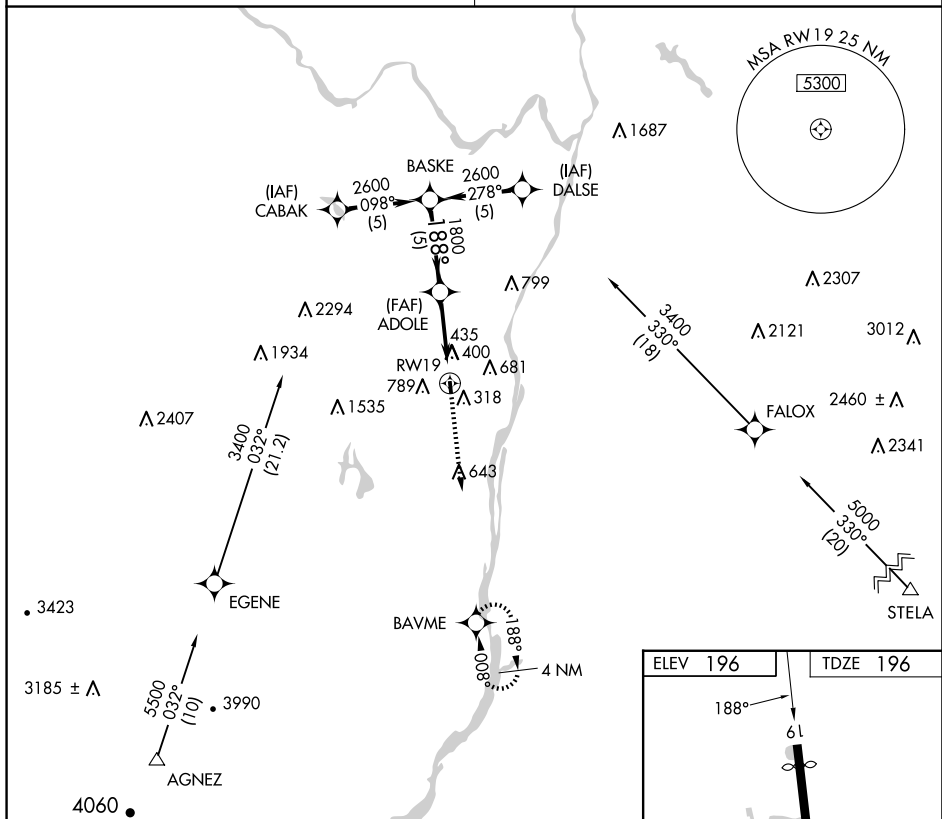 MSA RW19 25 NM
5300
1687
BASKE
(IAF)
CABAK
2600
098°
(5)
2600
278°
(5)
(IAF)
DALSE
1800
188°
(5)
(FAF)
ADOLE
799
2294
1934
435
400
RW19
681
789
318
1535
2407
643
3400
330°
(18)
2307
2121
3012
FALOX
2460 ±
2341
3400
032°
(21.2)
5000
330°
(20)
STELA
EGENE
BAVME
188°
008°
4 NM
3423
3185 ±
5500
032°
(10)
3990
AGNEZ
4060
ELEV 196
TDZE 196
188°
19